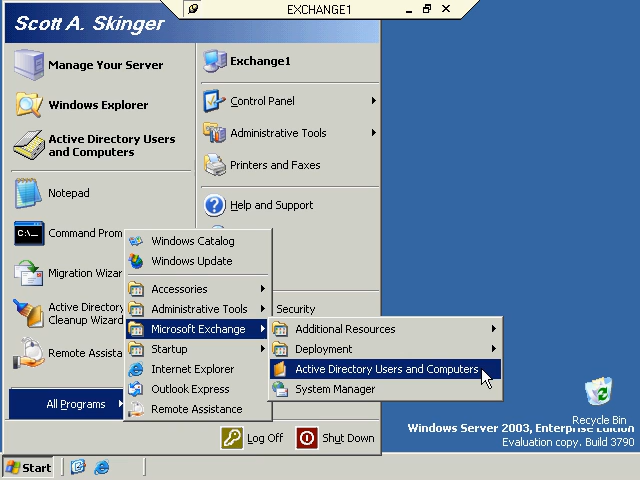 EXCHANGE1
Scott A. Skinger
Manage Your Server
Windows Explorer
Active Directory Users
and Computers
Notepad
Command Prom
Migration Wizar
Active Directory
Cleanup Wizard
Remote Assista
All Programs
Exchange1
Control Panel
Administrative Tools
Printers and Faxes
Help and Support
Security
Windows Catalog
Windows Update
Accessories
Administrative Tools
Microsoft Exchange
Startup
Internet Explorer
Outlook Express
Remote Assistance
Additional Resources
Deployment
Active Directory Users and Computers
System Manager
Log Off
Shut Down
Recycle Bin
Windows Server 2003, Enterprise Edition
Evaluation copy. Build 3790
Start